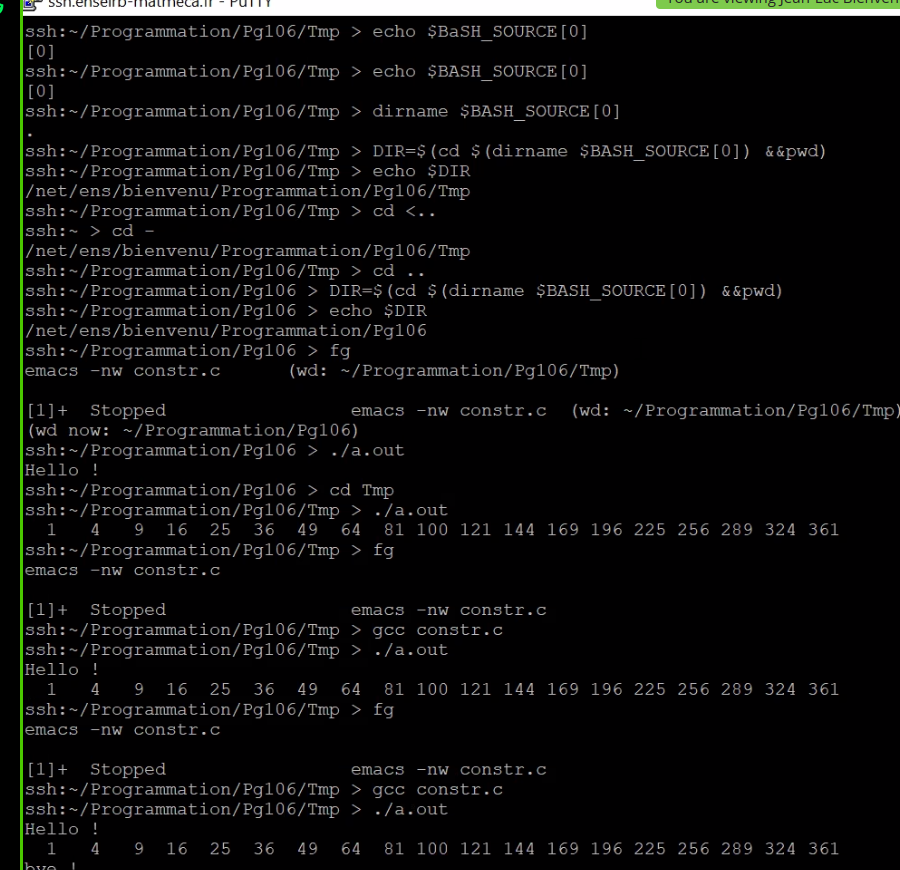 ssh.enseirb-matmeca.fr - PuTTY
You are viewing Jean-Luc Bienven
ssh:~/Programmation/Pg106/Tmp > echo $BaSH_SOURCE[0]
[0]
ssh:~/Programmation/Pg106/Tmp > echo $BASH_SOURCE[0]
[0]
ssh:~/Programmation/Pg106/Tmp > dirname $BASH_SOURCE[0]
.
ssh:~/Programmation/Pg106/Tmp > DIR=$(cd $(dirname $BASH_SOURCE[0]) &&pwd)
ssh:~/Programmation/Pg106/Tmp > echo $DIR
/net/ens/bienvenu/Programmation/Pg106/Tmp
ssh:~/Programmation/Pg106/Tmp > cd <..
ssh:~ > cd -
/net/ens/bienvenu/Programmation/Pg106/Tmp
ssh:~/Programmation/Pg106/Tmp > cd ..
ssh:~/Programmation/Pg106 > DIR=$(cd $(dirname $BASH_SOURCE[0]) &&pwd)
ssh:~/Programmation/Pg106 > echo $DIR
/net/ens/bienvenu/Programmation/Pg106
ssh:~/Programmation/Pg106 > fg
emacs -nw constr.c      (wd: ~/Programmation/Pg106/Tmp)
[1]+  Stopped                 emacs -nw constr.c  (wd: ~/Programmation/Pg106/Tmp)
(wd now: ~/Programmation/Pg106)
ssh:~/Programmation/Pg106 > ./a.out
Hello !
ssh:~/Programmation/Pg106 > cd Tmp
ssh:~/Programmation/Pg106/Tmp > ./a.out
  1   4   9  16  25  36  49  64  81 100 121 144 169 196 225 256 289 324 361
ssh:~/Programmation/Pg106/Tmp > fg
emacs -nw constr.c
[1]+  Stopped                 emacs -nw constr.c
ssh:~/Programmation/Pg106/Tmp > gcc constr.c
ssh:~/Programmation/Pg106/Tmp > ./a.out
Hello !
  1   4   9  16  25  36  49  64  81 100 121 144 169 196 225 256 289 324 361
ssh:~/Programmation/Pg106/Tmp > fg
emacs -nw constr.c
[1]+  Stopped                 emacs -nw constr.c
ssh:~/Programmation/Pg106/Tmp > gcc constr.c
ssh:~/Programmation/Pg106/Tmp > ./a.out
Hello !
  1   4   9  16  25  36  49  64  81 100 121 144 169 196 225 256 289 324 361
bye !